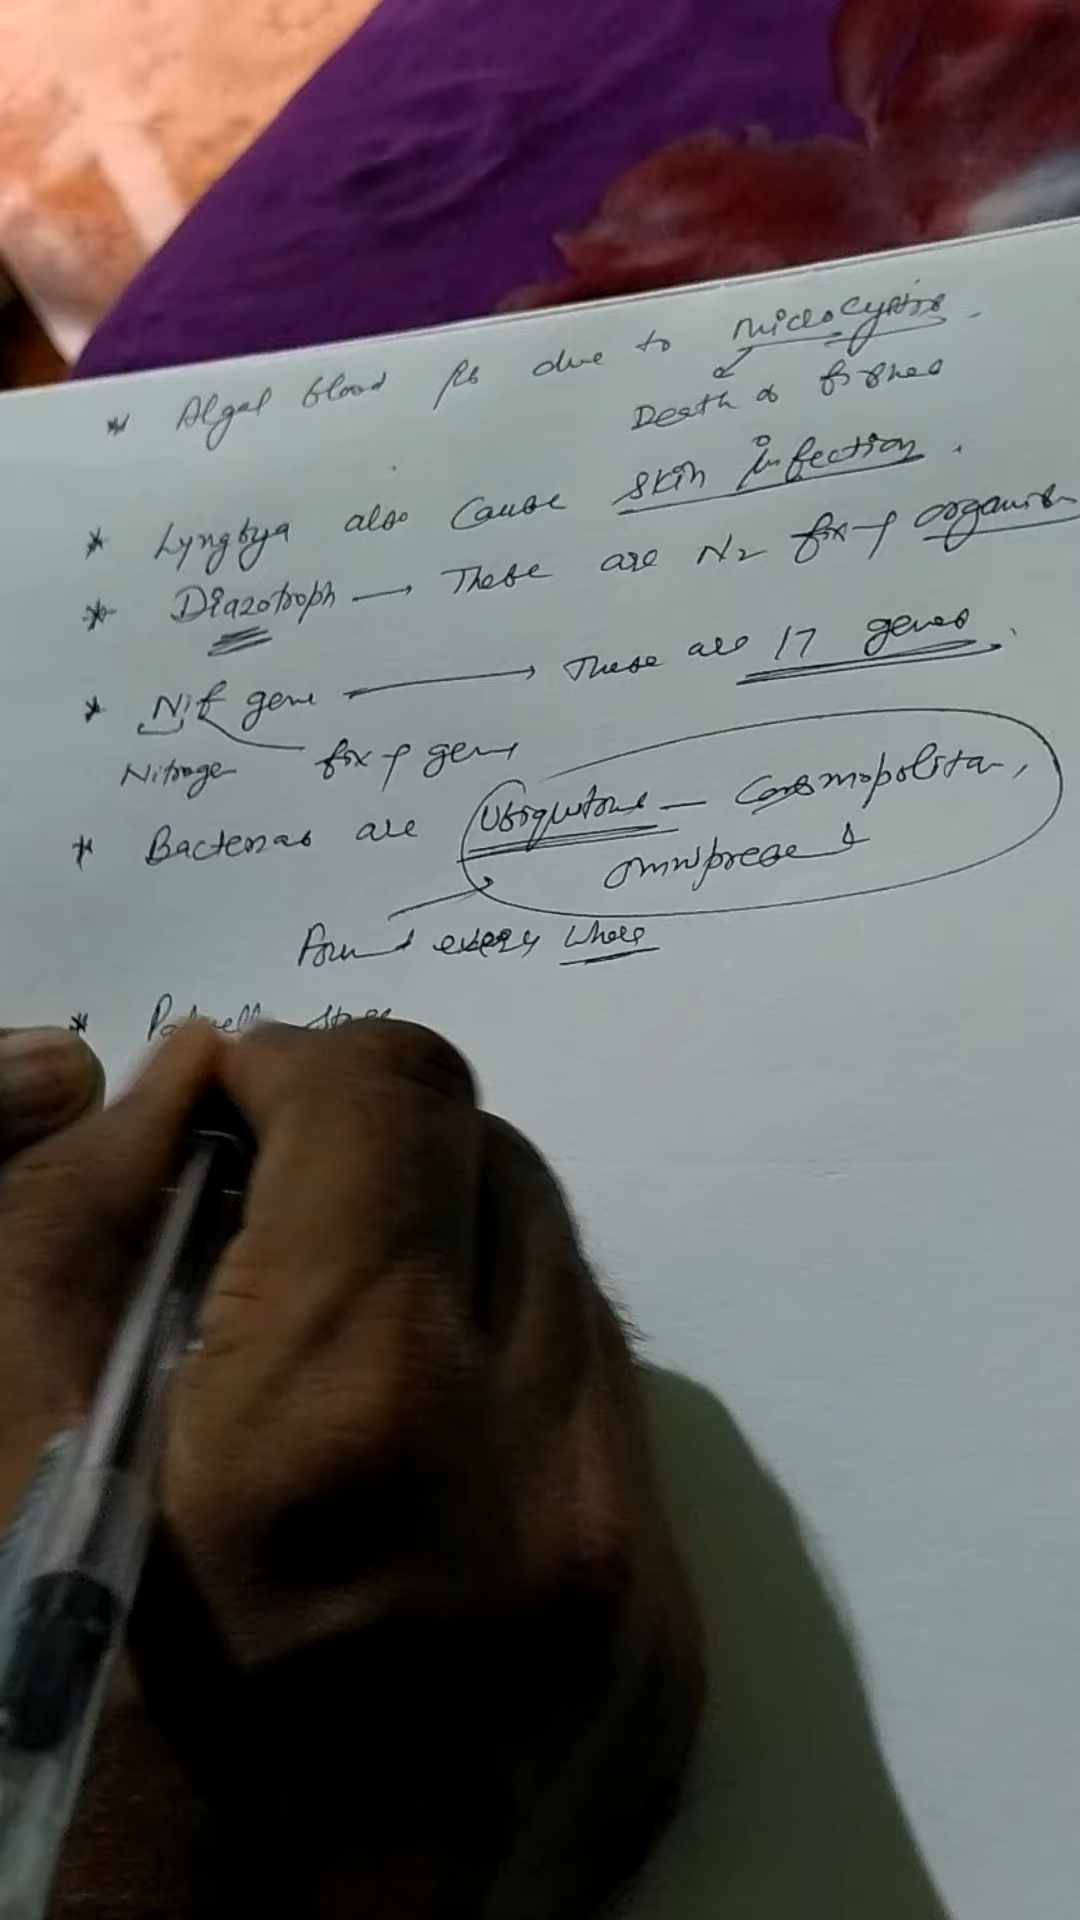 * Algal blood is due to microcystis.
Death of fishes
* Lyngbya also cause skin infection.
* Diazotroph → These are N2 fix-g organism
* Nif gene → These are 17 genes.
Nitrogen fix-g gene
* Bacterias are Ubiquitous — Cosmopolitan,
omnipresent
Found every where
*